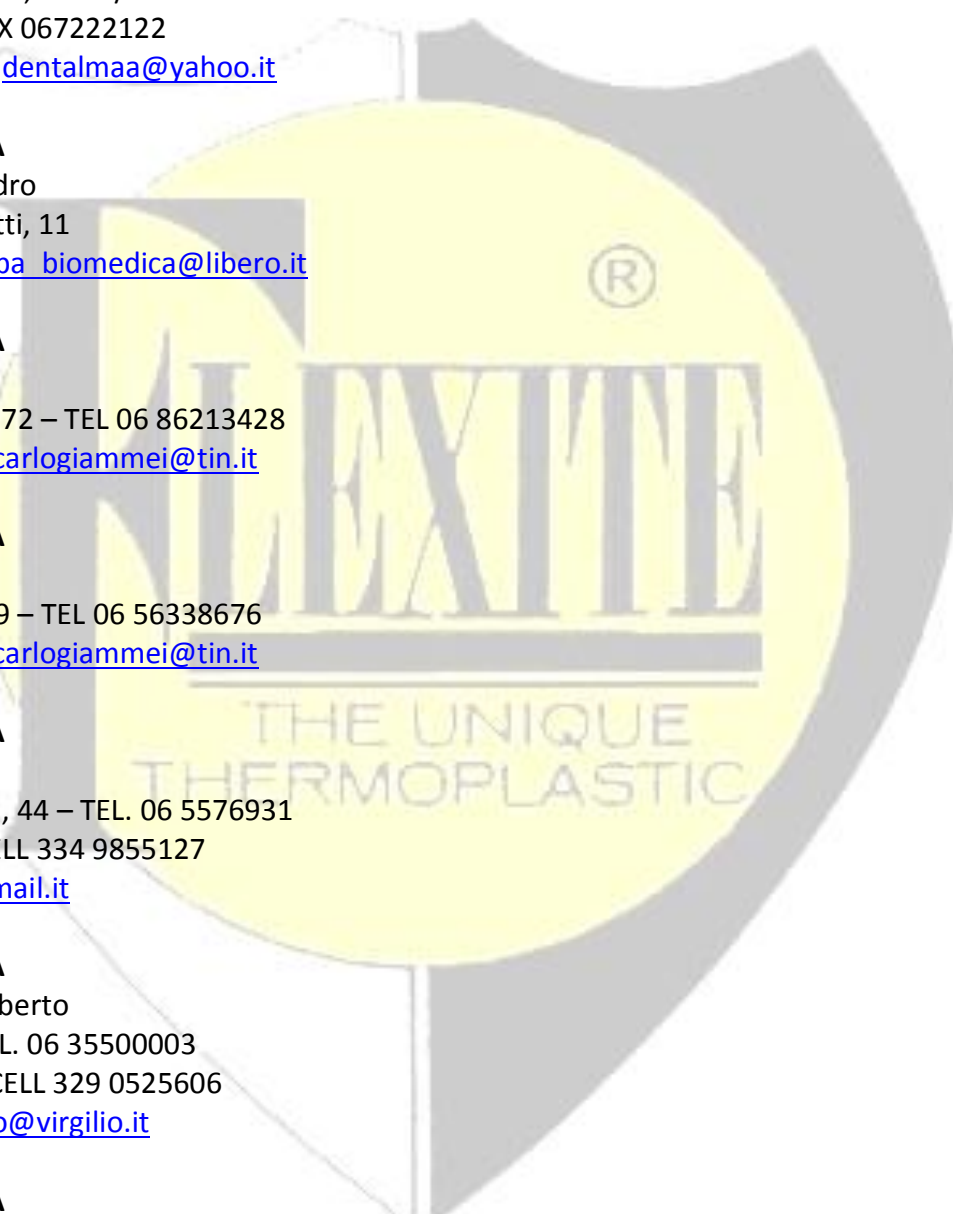 X 067222122
dentalmaa@yahoo.it
A
dro
tti, 11
pa_biomedica@libero.it
A
72 – TEL 06 86213428
carlogiammei@tin.it
A
9 – TEL 06 56338676
carlogiammei@tin.it
A
, 44 – TEL. 06 5576931
LL 334 9855127
mail.it
A
berto
L. 06 35500003
CELL 329 0525606
o@virgilio.it
A
FLEXITE
®
THE UNIQUE
THERMOPLASTIC